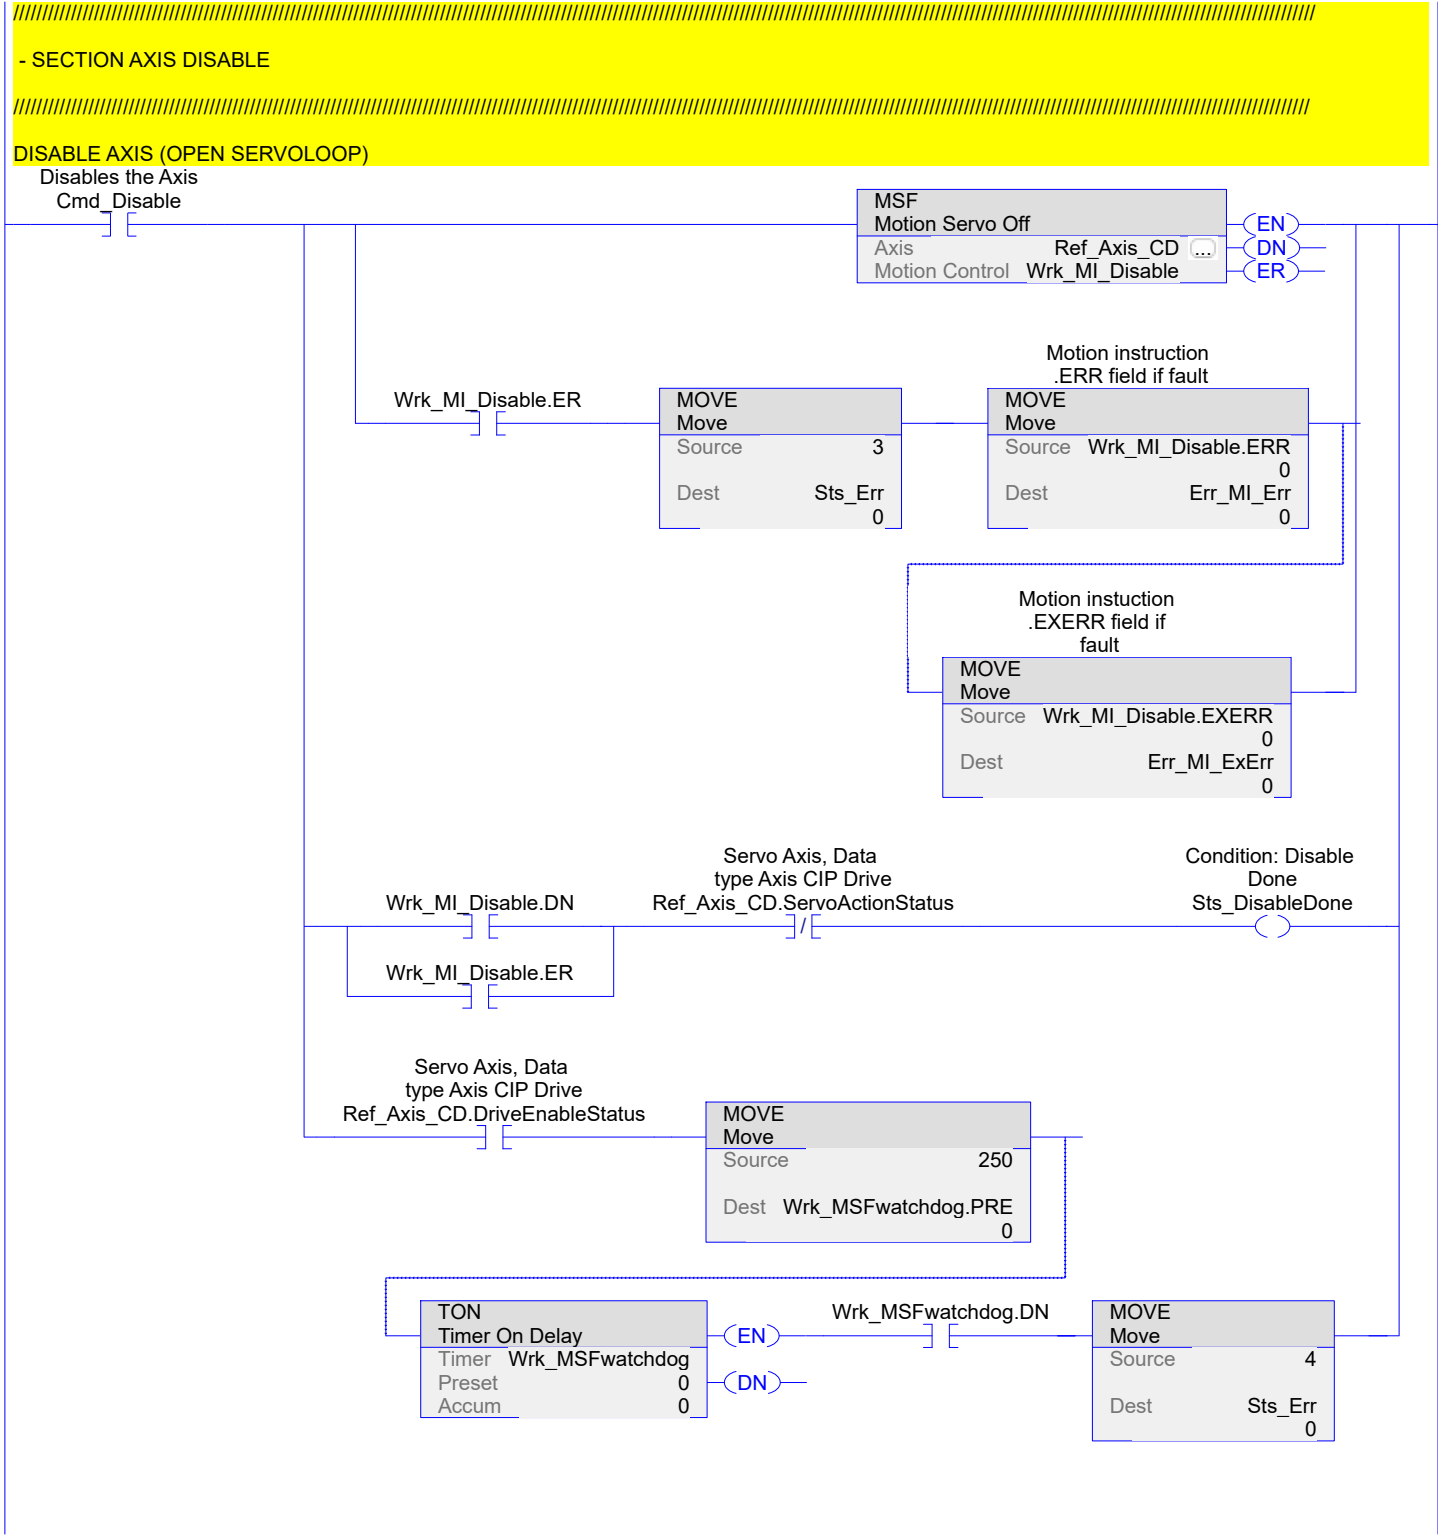 - SECTION AXIS DISABLE
DISABLE AXIS (OPEN SERVOLOOP)
Disables the Axis
Cmd_Disable
MSF
Motion Servo Off
Axis Ref_Axis_CD ...
Motion Control Wrk_MI_Disable
EN
DN
ER
Wrk_MI_Disable.ER
MOVE
Move
Source 3
Dest Sts_Err
0
Motion instruction
.ERR field if fault
MOVE
Move
Source Wrk_MI_Disable.ERR
0
Dest Err_MI_Err
0
Motion instuction
.EXERR field if
fault
MOVE
Move
Source Wrk_MI_Disable.EXERR
0
Dest Err_MI_ExErr
0
Wrk_MI_Disable.DN
Servo Axis, Data
type Axis CIP Drive
Ref_Axis_CD.ServoActionStatus
/
Condition: Disable
Done
Sts_DisableDone
Wrk_MI_Disable.ER
Servo Axis, Data
type Axis CIP Drive
Ref_Axis_CD.DriveEnableStatus
MOVE
Move
Source 250
Dest Wrk_MSFwatchdog.PRE
0
TON
Timer On Delay
Timer Wrk_MSFwatchdog
Preset 0
Accum 0
EN
DN
Wrk_MSFwatchdog.DN
MOVE
Move
Source 4
Dest Sts_Err
0